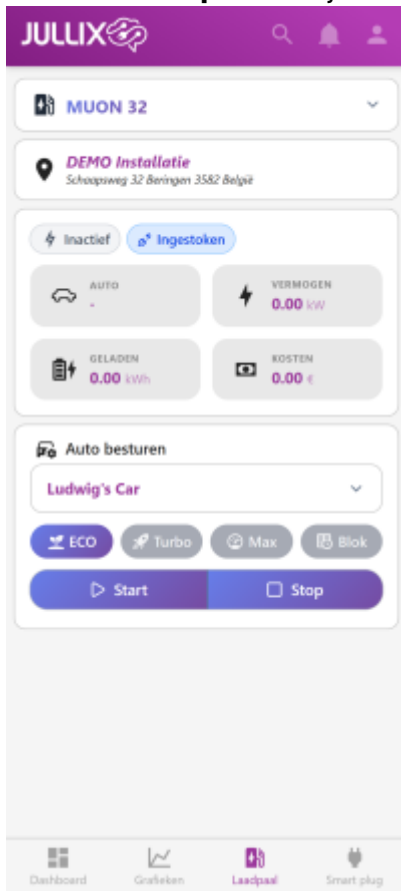 JULLIX
MUON 32
DEMO Installatie
Schaapsweg 32 Beringen 3582 België
Inactief
Ingestoken
AUTO
-
VERMOGEN
0.00 kW
GELADEN
0.00 kWh
KOSTEN
0.00 €
Auto besturen
Ludwig's Car
ECO
Turbo
Max
Blok
Start
Stop
Dashboard
Grafieken
Laadpaal
Smart plug